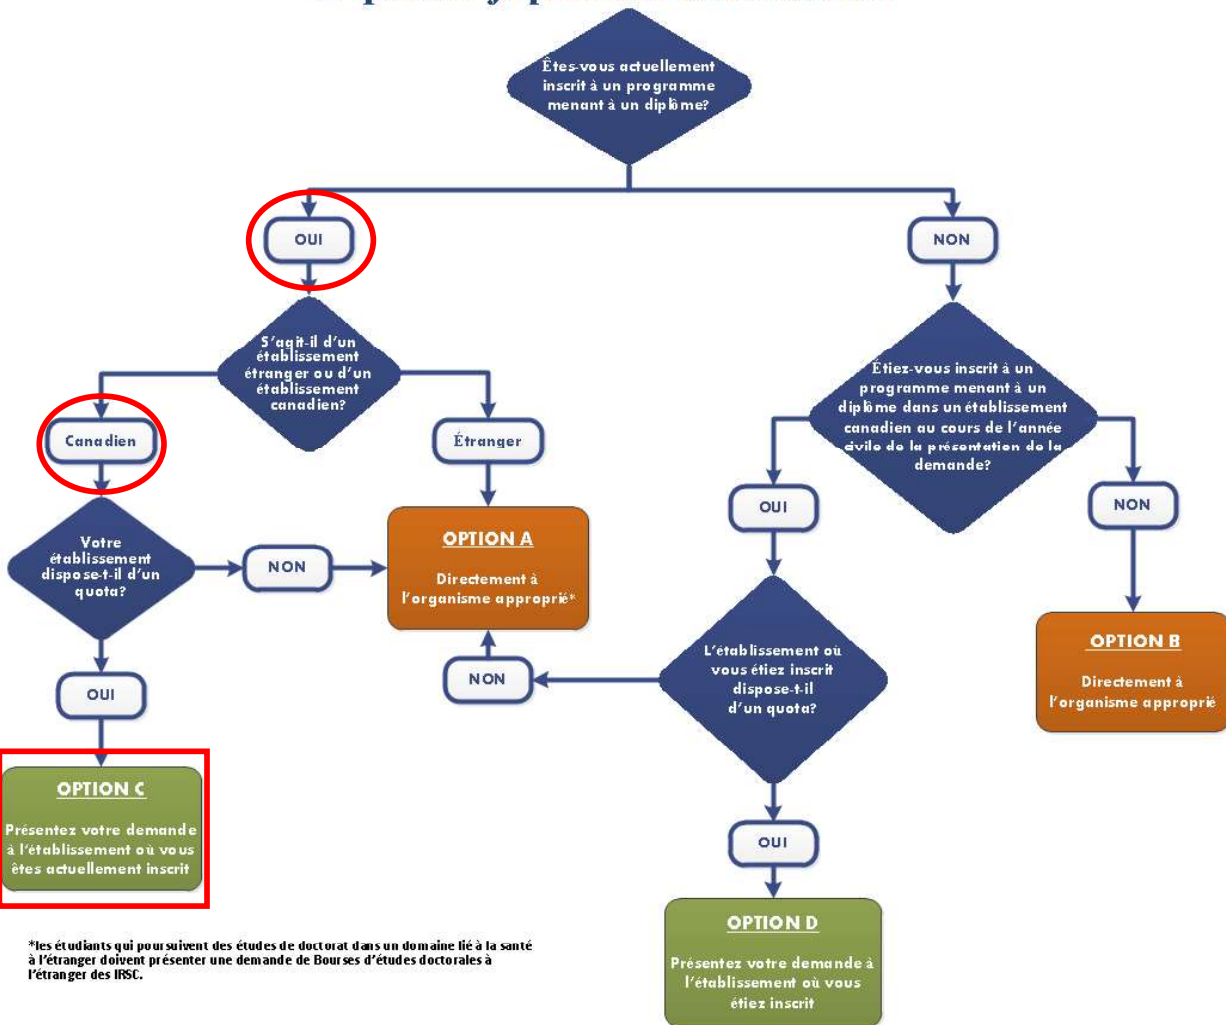 Êtes-vous actuellement
inscrit à un programme
menant à un diplôme?
OUI
NON
S'agit-il d'un
établissement
étranger ou d'un
établissement
canadien?
Étiez-vous inscrit à un
programme menant à un
diplôme dans un établissement
canadien au cours de l'année
civile de la présentation de la
demande?
Canadien
Étranger
OUI
NON
Votre
établissement
dispose-t-il d'un
quota?
NON
OPTION A
Directement à
l'organisme approprié*
OPTION B
Directement à
l'organisme approprié
L'établissement où
vous étiez inscrit
dispose-t-il
d'un quota?
NON
OUI
OPTION C
Présentez votre demande
à l'établissement où vous
êtes actuellement inscrit
OUI
OPTION D
Présentez votre demande à
l'établissement où vous
étiez inscrit
*les étudiants qui poursuivent des études de doctorat dans un domaine lié à la santé
à l'étranger doivent présenter une demande de Bourses d'études doctorales à
l'étranger des IRSC.